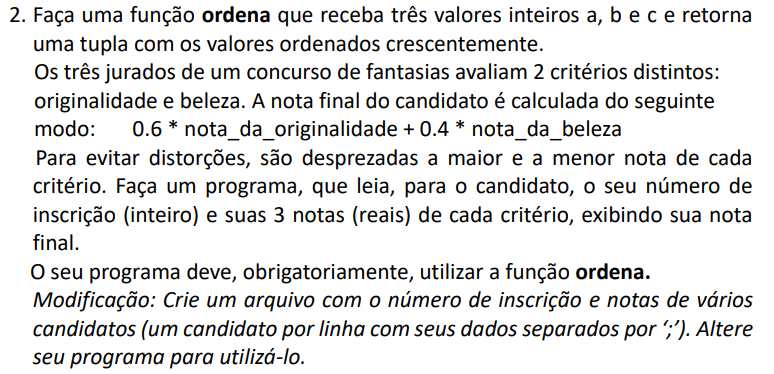 2. Faça uma função ordena que receba três valores inteiros a, b e c e retorna
uma tupla com os valores ordenados crescentemente.
Os três jurados de um concurso de fantasias avaliam 2 critérios distintos:
originalidade e beleza. A nota final do candidato é calculada do seguinte
modo: 0.6 * nota_da_originalidade + 0.4 * nota_da_beleza
Para evitar distorções, são desprezadas a maior e a menor nota de cada
critério. Faça um programa, que leia, para o candidato, o seu número de
inscrição (inteiro) e suas 3 notas (reais) de cada critério, exibindo sua nota
final.
O seu programa deve, obrigatoriamente, utilizar a função ordena.
Modificação: Crie um arquivo com o número de inscrição e notas de vários
candidatos (um candidato por linha com seus dados separados por ‘;’). Altere
seu programa para utilizá-lo.